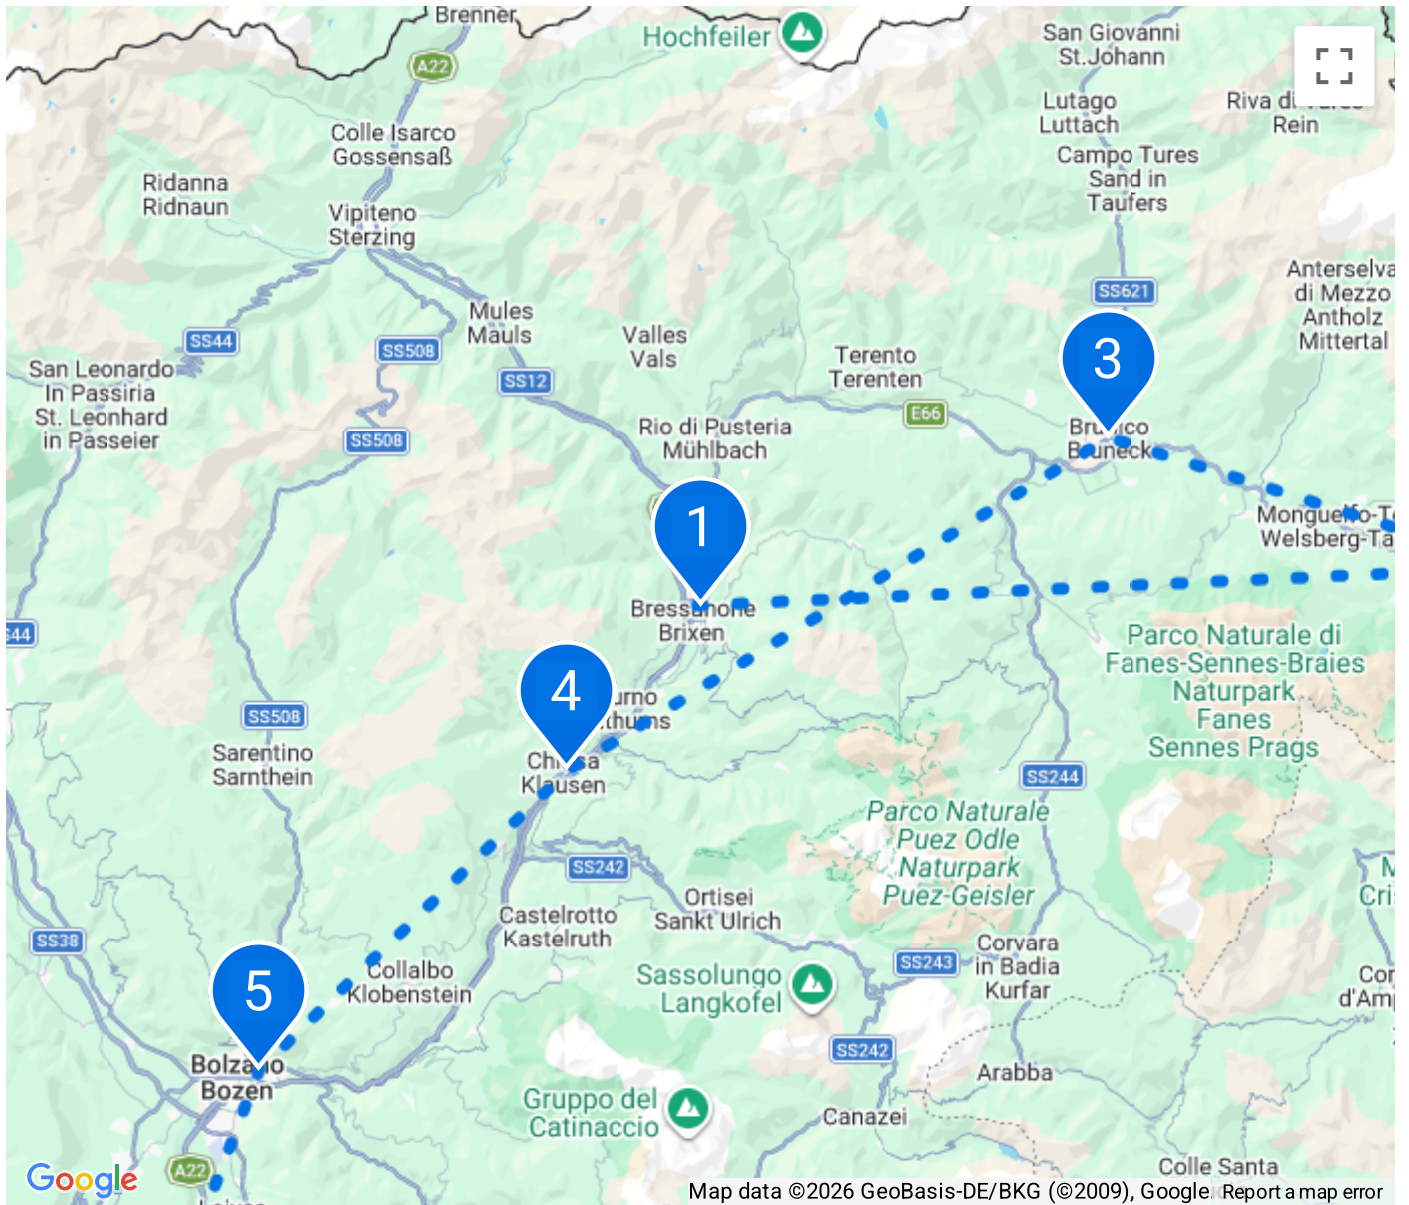 Brenner
Hochfeiler
San Giovanni
St.Johann
A22
Lutago
Luttach
Rein
Colle Isarco
Gossensaß
Campo Tures
Sand in
Taufers
Ridanna
Ridnaun
Vipiteno
Sterzing
Anterselva
di Mezzo
Antholz
Mittertal
SS621
Mules
Mauls
Valles
Vals
SS44
SS508
Terento
Terenten
3
San Leonardo
In Passiria
St. Leonhard
in Passeier
SS12
E66
Rio di Pusteria
Mühlbach
SS508
1
Brixen
Parco Naturale di
Fanes-Sennes-Braies
Naturpark
Fanes
Sennes Prags
4
SS508
Sarentino
Sarnthein
Klausen
SS244
Parco Naturale
Puez Odle
Naturpark
Puez-Geisler
SS242
Ortisei
Sankt Ulrich
Castelrotto
Kastelruth
SS38
Corvara
in Badia
Kurfar
SS243
Collalbo
Klobenstein
Sassolungo
Langkofel
5
SS242
Bolzano
Bozen
Arabba
Gruppo del
Catinaccio
Canazei
A22
Google
Colle Santa
Map data ©2026 GeoBasis-DE/BKG (©2009), Google
Report a map error